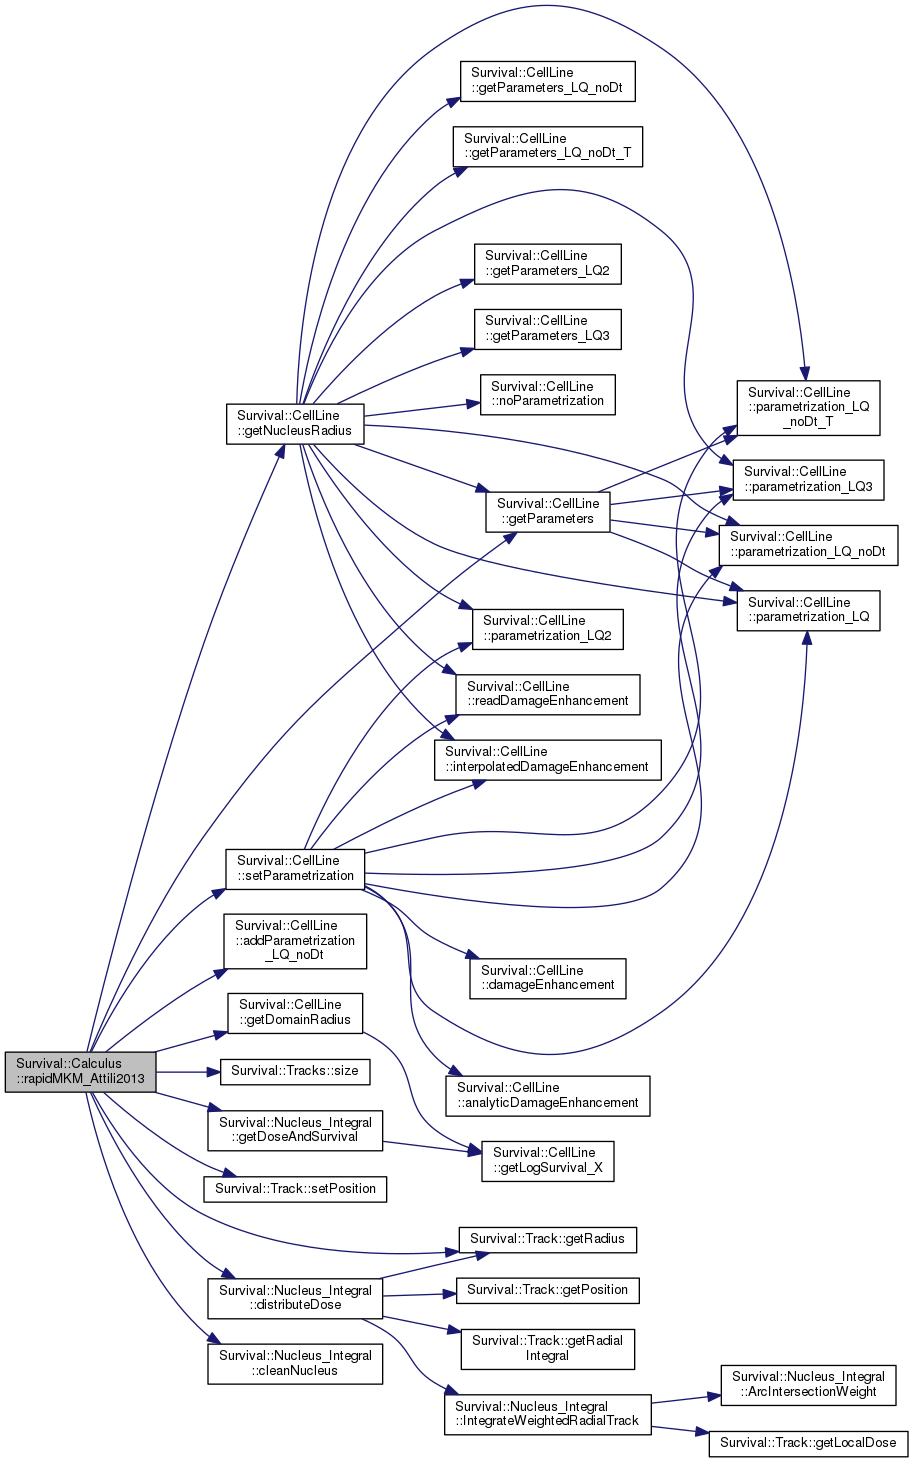 Survival::CellLine
::getParameters_LQ_noDt
Survival::CellLine
::getParameters_LQ_noDt_T
Survival::CellLine
::getParameters_LQ2
Survival::CellLine
::getParameters_LQ3
Survival::CellLine
::noParametrization
Survival::CellLine
::parametrization_LQ
_noDt_T
Survival::CellLine
::getNucleusRadius
Survival::CellLine
::parametrization_LQ3
Survival::CellLine
::getParameters
Survival::CellLine
::parametrization_LQ_noDt
Survival::CellLine
::parametrization_LQ
Survival::CellLine
::parametrization_LQ2
Survival::CellLine
::readDamageEnhancement
Survival::CellLine
::interpolatedDamageEnhancement
Survival::CellLine
::setParametrization
Survival::CellLine
::addParametrization
_LQ_noDt
Survival::CellLine
::damageEnhancement
Survival::CellLine
::getDomainRadius
Survival::Calculus
::rapidMKM_Attili2013
Survival::Tracks::size
Survival::CellLine
::analyticDamageEnhancement
Survival::Nucleus_Integral
::getDoseAndSurvival
Survival::CellLine
::getLogSurvival_X
Survival::Track::setPosition
Survival::Track::getRadius
Survival::Nucleus_Integral
::distributeDose
Survival::Track::getPosition
Survival::Track::getRadial
Integral
Survival::Nucleus_Integral
::cleanNucleus
Survival::Nucleus_Integral
::IntegrateWeightedRadialTrack
Survival::Nucleus_Integral
::ArcIntersectionWeight
Survival::Track::getLocalDose